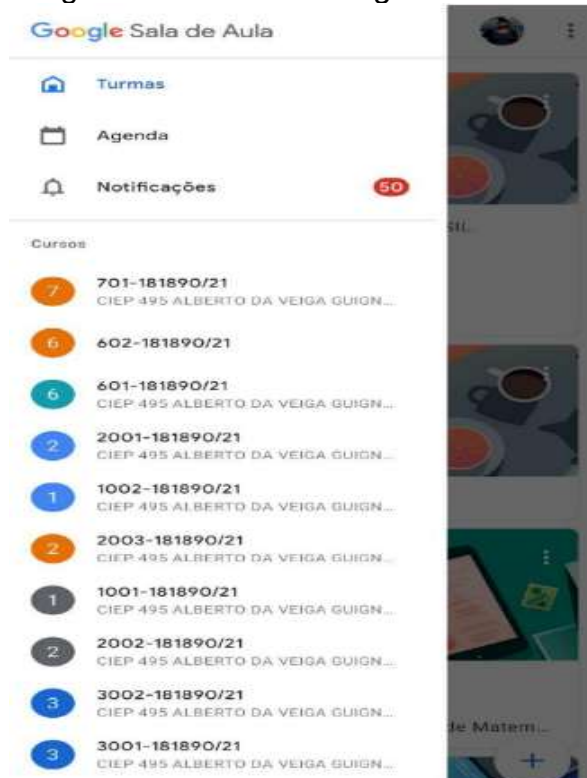 Google Sala de Aula
Turmas
Agenda
Notificações 50
Cursos
7 701-181890/21
CIEP 495 ALBERTO DA VEIGA GUIGN...
6 602-181890/21
6 601-181890/21
CIEP 495 ALBERTO DA VEIGA GUIGN...
2 2001-181890/21
CIEP 495 ALBERTO DA VEIGA GUIGN...
1 1002-181890/21
CIEP 495 ALBERTO DA VEIGA GUIGN...
2 2003-181890/21
CIEP 495 ALBERTO DA VEIGA GUIGN...
1 1001-181890/21
CIEP 495 ALBERTO DA VEIGA GUIGN...
2 2002-181890/21
CIEP 495 ALBERTO DA VEIGA GUIGN...
3 3002-181890/21
CIEP 495 ALBERTO DA VEIGA GUIGN...
3 3001-181890/21
CIEP 495 ALBERTO DA VEIGA GUIGN...
SIL...
de Matem...